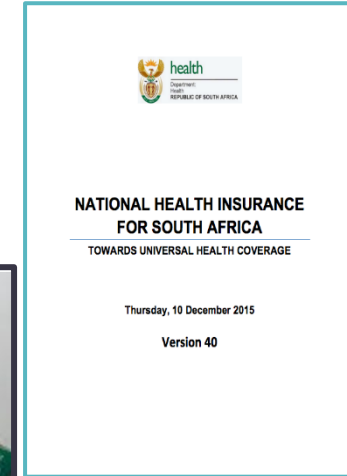 health
Department:
Health
REPUBLIC OF SOUTH AFRICA
NATIONAL HEALTH INSURANCE
FOR SOUTH AFRICA
TOWARDS UNIVERSAL HEALTH COVERAGE
Thursday, 10 December 2015
Version 40